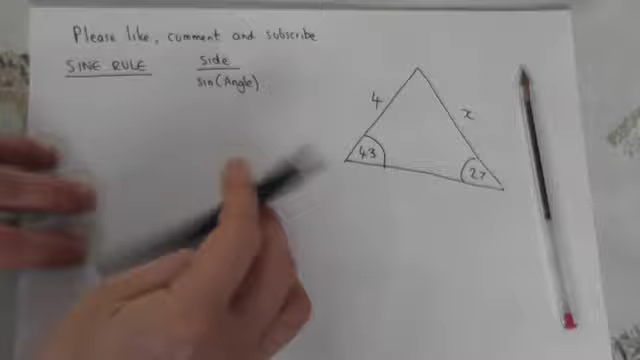 Please like, comment and subscribe
SINE RULE
Side
sin(Angle)
4
x
43
27